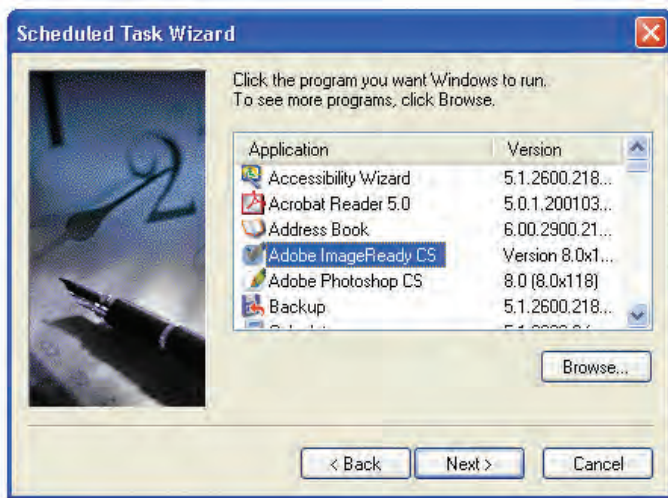 Scheduled Task Wizard
Click the program you want Windows to run.
To see more programs, click Browse.
Application Version
Accessibility Wizard 5.1.2600.218...
Acrobat Reader 5.0 5.0.1.200103...
Address Book 6.00.2900.21...
Adobe ImageReady CS Version 8.0x1...
Adobe Photoshop CS 8.0 (8.0x118)
Backup 5.1.2600.218...
Browse...
< Back Next > Cancel